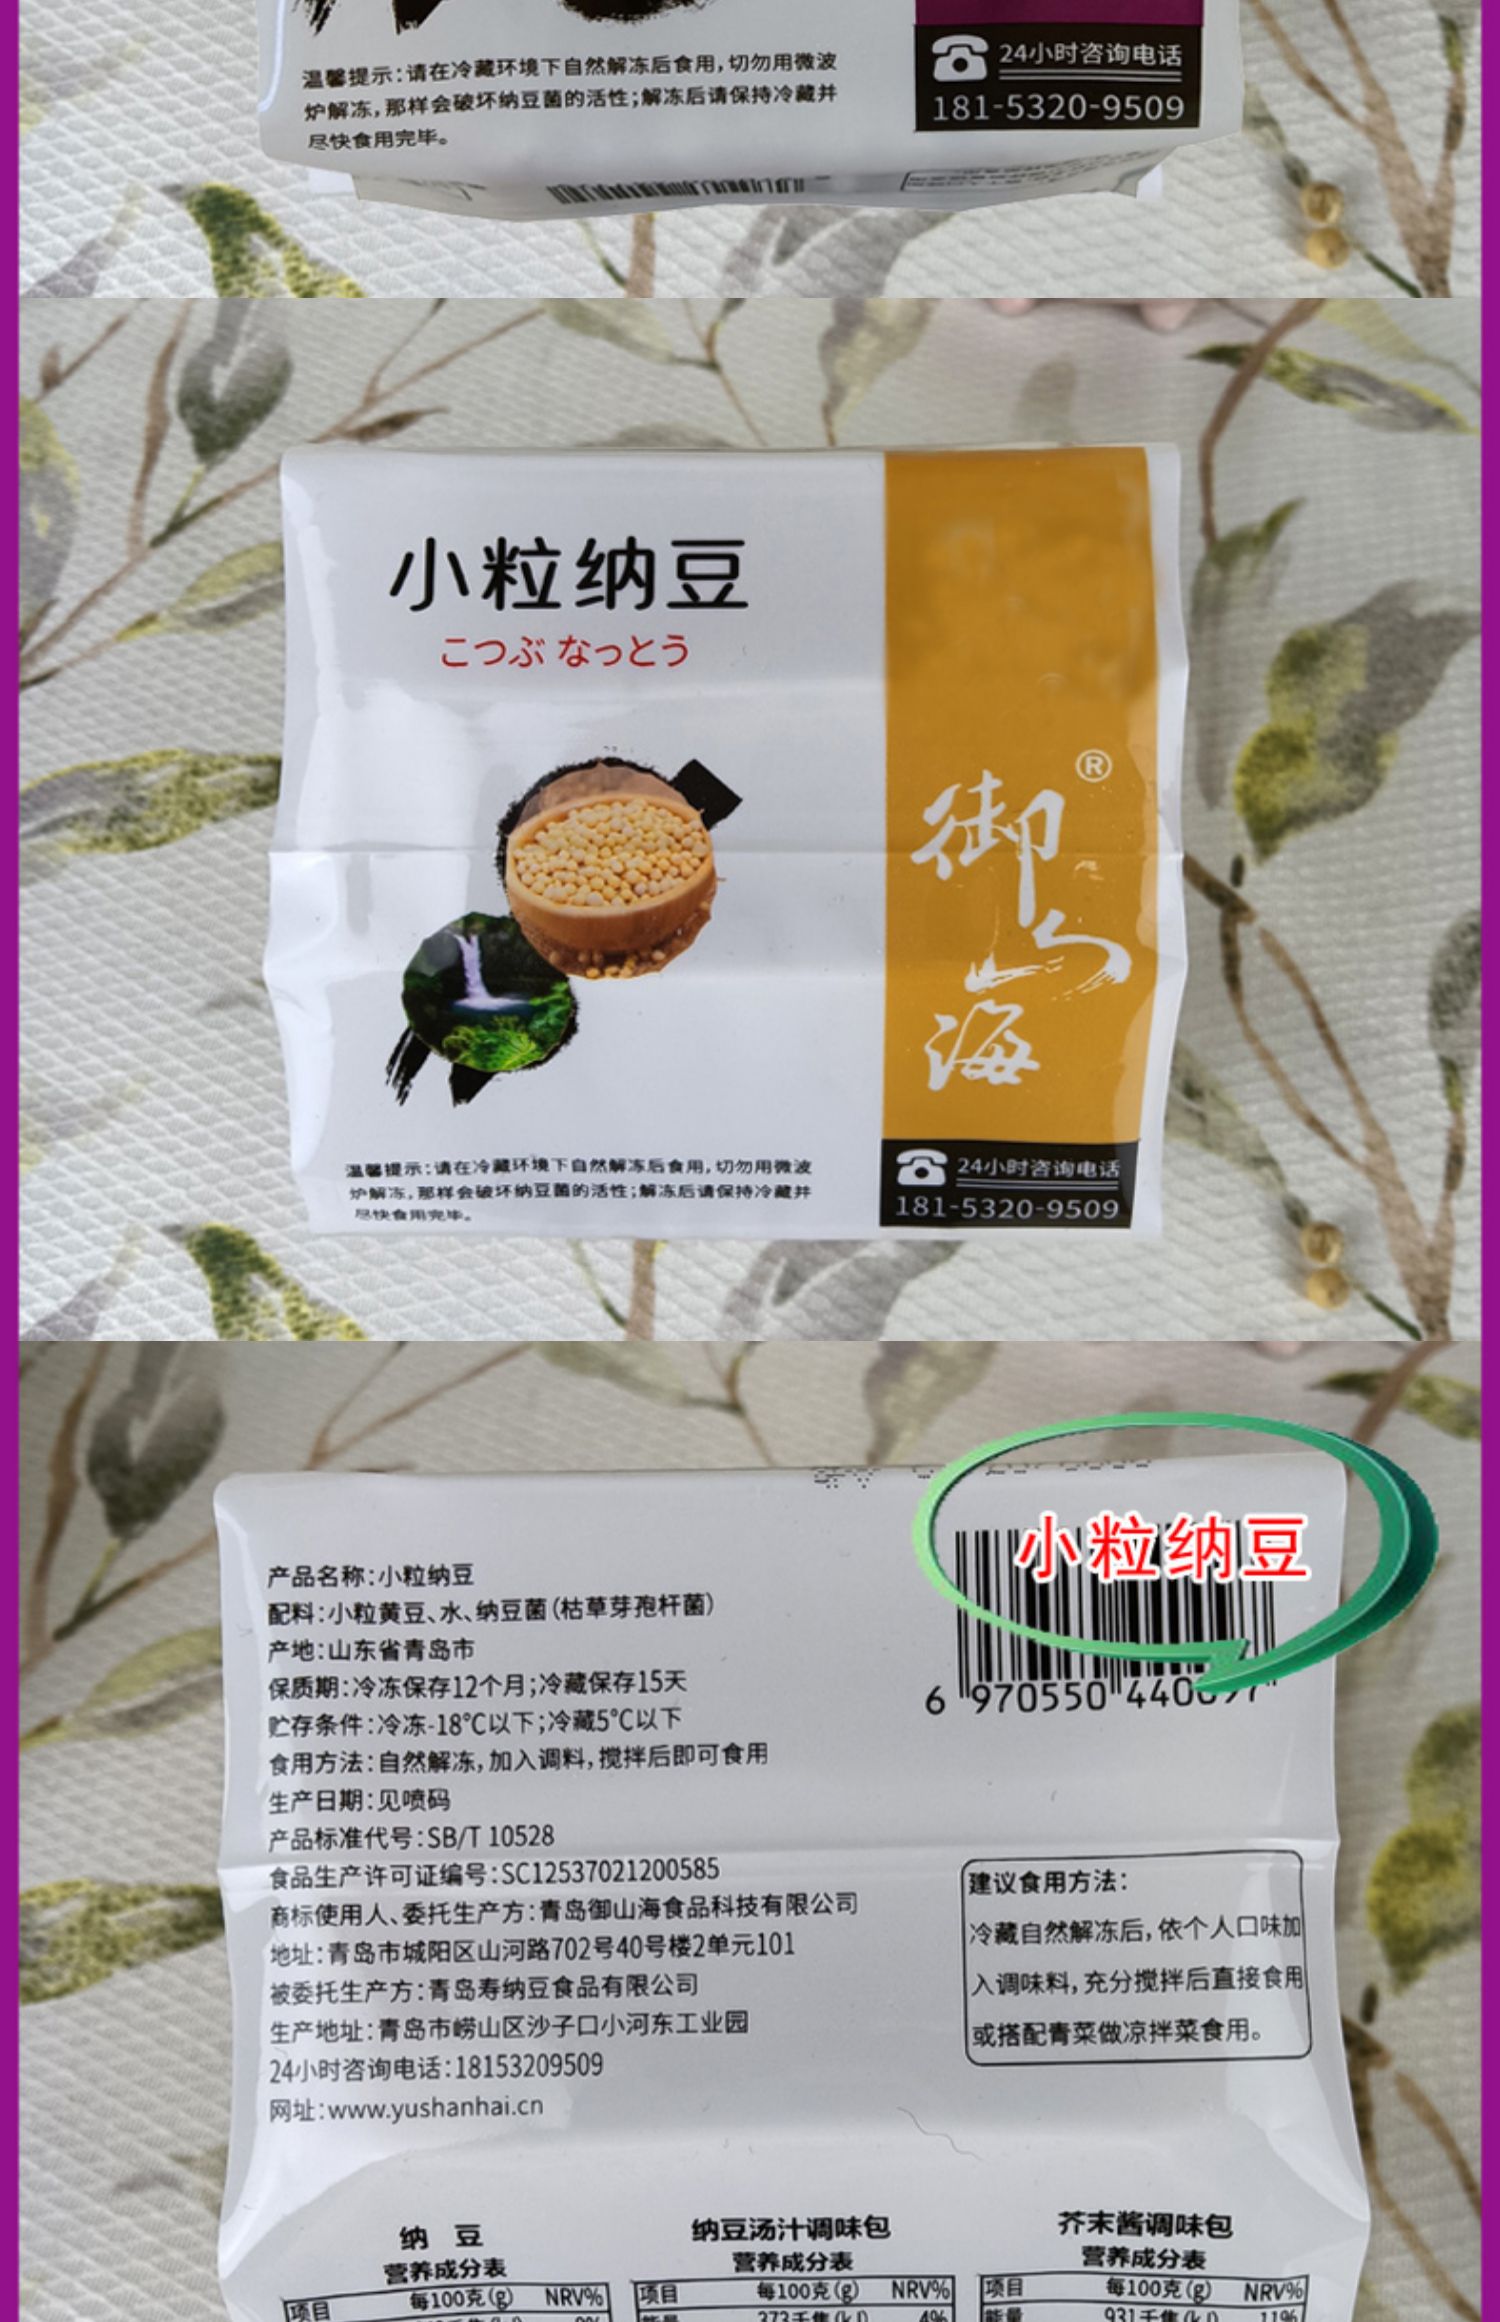 温馨提示：请在冷藏环境下自然解冻后食用，切勿用微波
炉解冻，那样会破坏纳豆菌的活性；解冻后请保持冷藏并
尽快食用完毕。
24小时咨询电话
181-5320-9509
小粒纳豆
こつぶ なっとう
®
御山海
温馨提示：请在冷藏环境下自然解冻后食用，切勿用微波
炉解冻，那样会破坏纳豆菌的活性；解冻后请保持冷藏并
尽快食用完毕。
24小时咨询电话
181-5320-9509
小粒纳豆
6 970550 440
产品名称：小粒纳豆
配料：小粒黄豆、水、纳豆菌（枯草芽孢杆菌）
产地：山东省青岛市
保质期：冷冻保存12个月；冷藏保存15天
贮存条件：冷冻-18°C以下；冷藏5°C以下
食用方法：自然解冻，加入调料，搅拌后即可食用
生产日期：见喷码
产品标准代号：SB/T 10528
食品生产许可证编号：SC12537021200585
商标使用人、委托生产方：青岛御山海食品科技有限公司
地址：青岛市城阳区山河路702号40号楼2单元101
被委托生产方：青岛寿纳豆食品有限公司
生产地址：青岛市崂山区沙子口小河东工业园
24小时咨询电话：18153209509
网址：www.yushanhai.cn
建议食用方法：
冷藏自然解冻后，依个人口味加
入调味料，充分搅拌后直接食用
或搭配青菜做凉拌菜食用。
纳 豆
营养成分表
项目 每100克(g) NRV%
纳豆汤汁调味包
营养成分表
项目 每100克(g) NRV%
能量 373千焦(kJ) 4%
芥末酱调味包
营养成分表
项目 每100克(g) NRV%
能量 931千焦(kJ) 11%